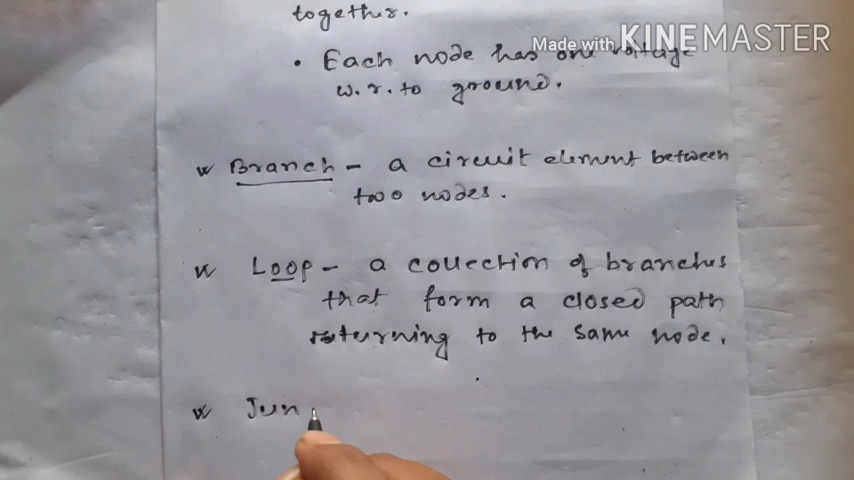 together.
• Each node has one voltage
w.r. to ground.
Made with KINEMASTER
w Branch - a circuit element between
two nodes.
w Loop - a collection of branches
that form a closed path
returning to the same node.
w Jun